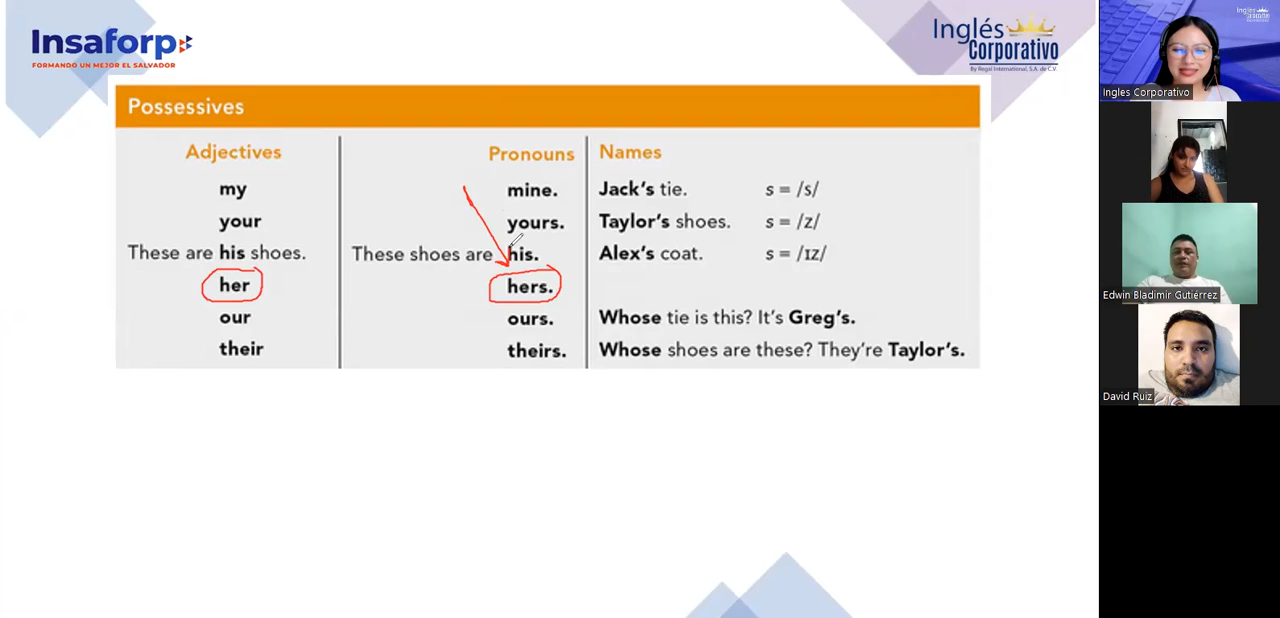 Insaforp
FORMANDO UN MEJOR EL SALVADOR
Inglés
Corporativo
By Regal International, S.A. de C.V.
Possessives
Adjectives
my
your
These are his shoes.
her
our
their
Pronouns
mine.
yours.
These shoes are his.
hers.
ours.
theirs.
Names
Jack's tie. s = /s/
Taylor's shoes. s = /z/
Alex's coat. s = /ɪz/
Whose tie is this? It's Greg's.
Whose shoes are these? They're Taylor's.
Inglés
Corporativo
Ingles Corporativo
Edwin Bladimir Gutiérrez
David Ruiz